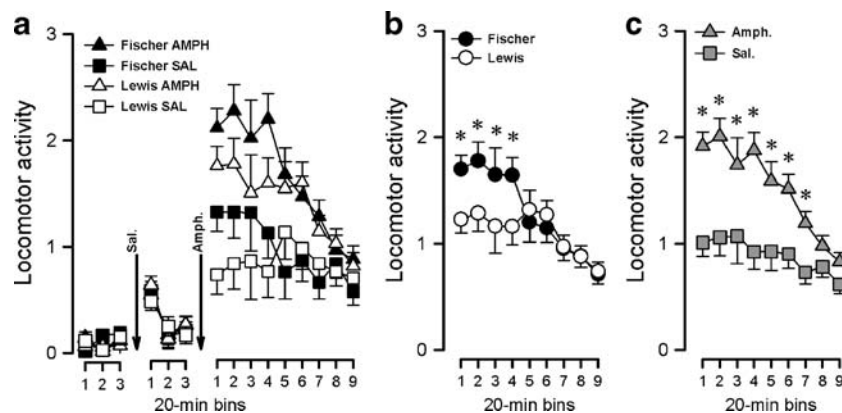 a
Locomotor activity
3
2
1
0
Fischer AMPH
Fischer SAL
Lewis AMPH
Lewis SAL
Sal.
Amph.
1 2 3
1 2 3
1 2 3 4 5 6 7 8 9
20-min bins
b
Locomotor activity
3
2
1
0
Fischer
Lewis
* * * *
1 2 3 4 5 6 7 8 9
20-min bins
c
Locomotor activity
3
2
1
0
Amph.
Sal.
* * * * * * *
1 2 3 4 5 6 7 8 9
20-min bins